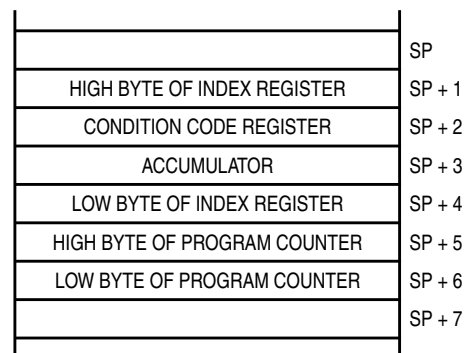 SP
HIGH BYTE OF INDEX REGISTER SP + 1
CONDITION CODE REGISTER SP + 2
ACCUMULATOR SP + 3
LOW BYTE OF INDEX REGISTER SP + 4
HIGH BYTE OF PROGRAM COUNTER SP + 5
LOW BYTE OF PROGRAM COUNTER SP + 6
SP + 7